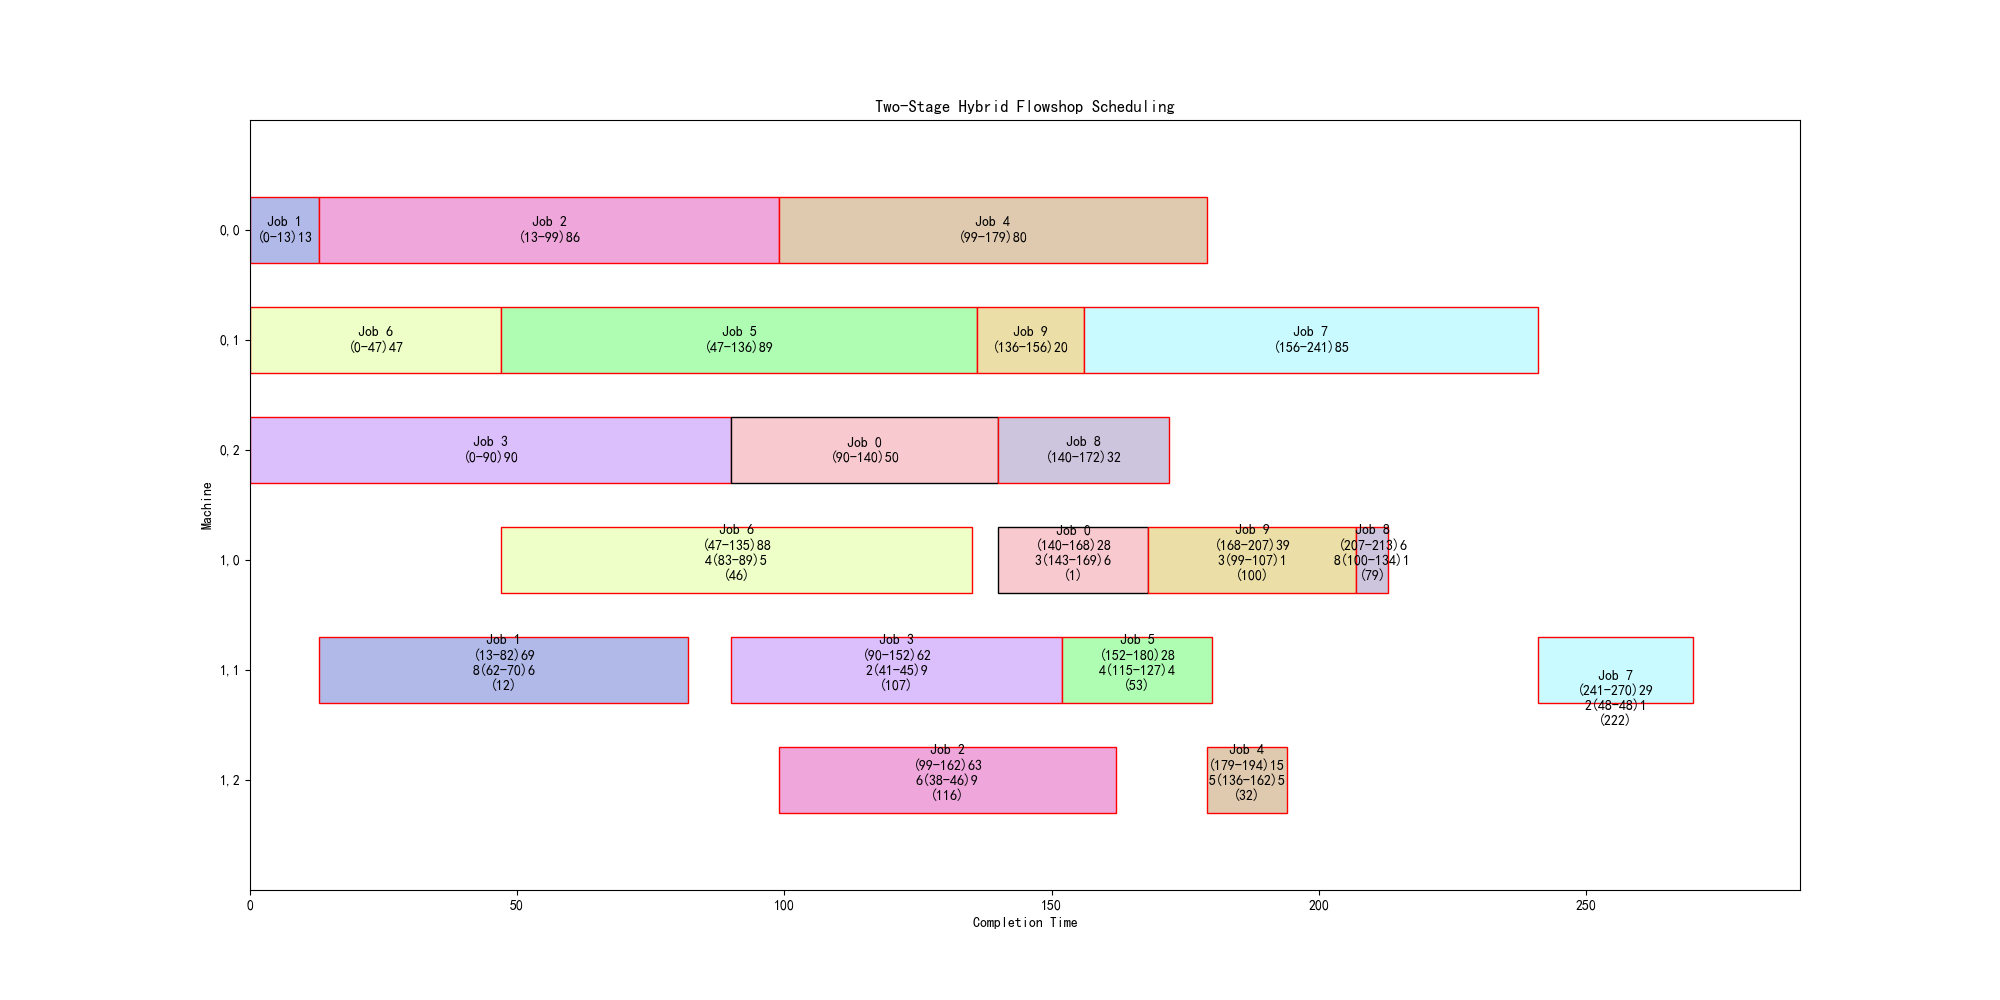 Two-Stage Hybrid Flowshop Scheduling
0,0
Job 1
(0-13)13
Job 2
(13-99)86
Job 4
(99-179)80
0,1
Job 6
(0-47)47
Job 5
(47-136)89
Job 9
(136-156)20
Job 7
(156-241)85
0,2
Job 3
(0-90)90
Job 0
(90-140)50
Job 8
(140-172)32
Machine
1,0
Job 6
(47-135)88
4(83-89)5
(46)
Job 0
(140-168)28
3(143-169)6
(1)
Job 9
(168-207)39
3(99-107)1
(100)
Job 8
(207-213)6
8(100-134)1
(79)
1,1
Job 1
(13-82)69
8(62-70)6
(12)
Job 3
(90-152)62
2(41-45)9
(107)
Job 5
(152-180)28
4(115-127)4
(53)
Job 7
(241-270)29
2(48-48)1
(222)
1,2
Job 2
(99-162)63
6(38-46)9
(116)
Job 4
(179-194)15
5(136-162)5
(32)
0
50
100
150
200
250
Completion Time